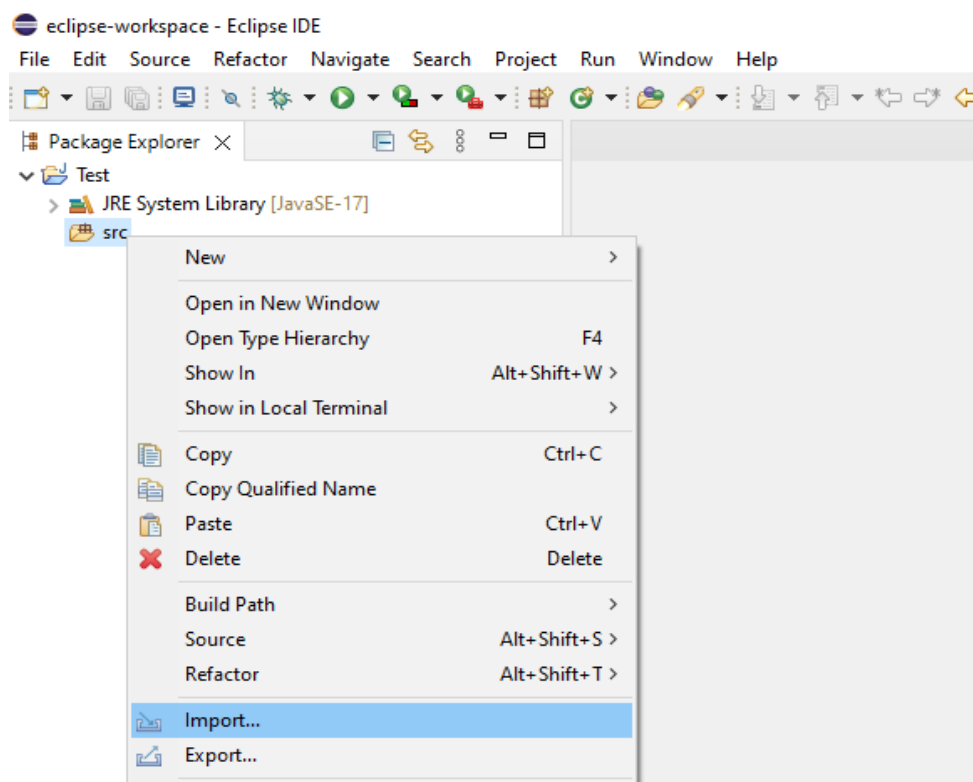 eclipse-workspace - Eclipse IDE
File Edit Source Refactor Navigate Search Project Run Window Help
Package Explorer
Test
JRE System Library [JavaSE-17]
src
New
Open in New Window
Open Type Hierarchy F4
Show In Alt+Shift+W >
Show in Local Terminal
Copy Ctrl+C
Copy Qualified Name
Paste Ctrl+V
Delete Delete
Build Path
Source Alt+Shift+S >
Refactor Alt+Shift+T >
Import...
Export...